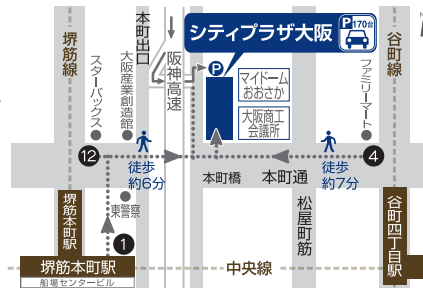 シティプラザ大阪
P 170台
堺筋線
スターバックス
大阪産業創造館
本町出口
阪神高速
P
マイドーム
おおさか
大阪商工
会議所
ファミリーマート
谷町線
12
徒歩
約6分
本町橋
本町通
徒歩
約7分
4
堺筋本町駅
東警察
1
松屋町筋
谷町四丁目駅
堺筋本町駅
船場センタービル
中央線